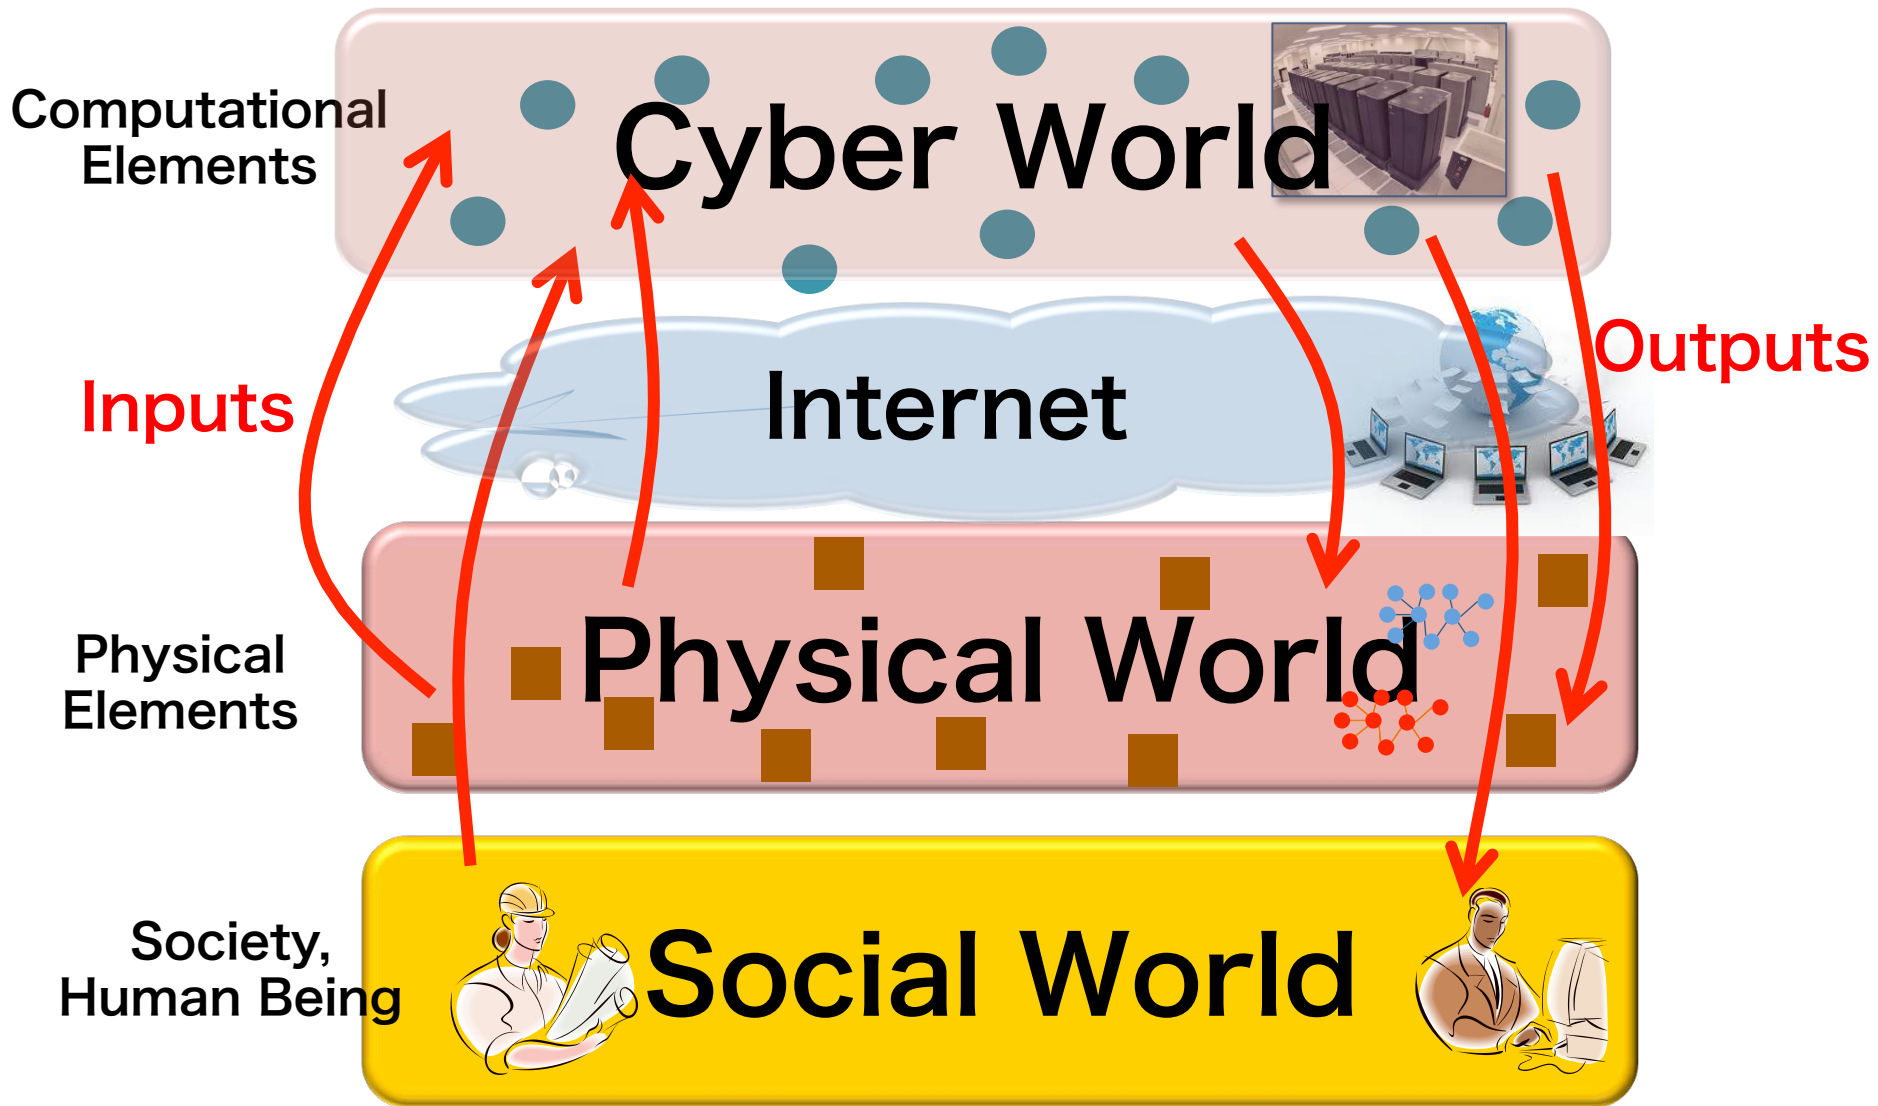 Computational
Elements
Cyber World
Inputs
Internet
Outputs
Physical
Elements
Physical World
Society,
Human Being
Social World